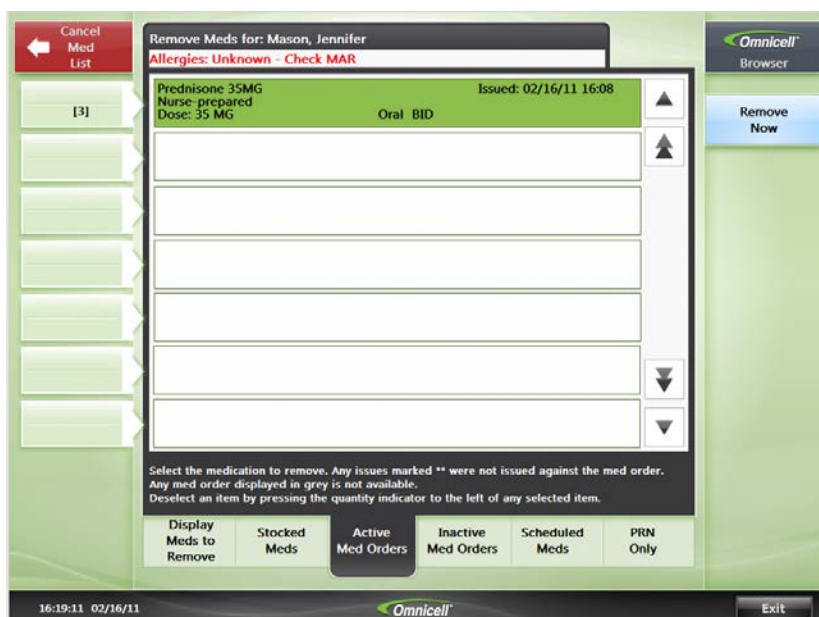 Cancel
Med
List
Remove Meds for: Mason, Jennifer
Allergies: Unknown - Check MAR
Omnicell
Browser
[3]
Prednisone 35MG Issued: 02/16/11 16:08
Nurse-prepared
Dose: 35 MG Oral BID
Remove
Now
Select the medication to remove. Any issues marked ** were not issued against the med order.
Any med order displayed in grey is not available.
Deselect an item by pressing the quantity indicator to the left of any selected item.
Display
Meds to
Remove
Stocked
Meds
Active
Med Orders
Inactive
Med Orders
Scheduled
Meds
PRN
Only
16:19:11 02/16/11
Omnicell
Exit